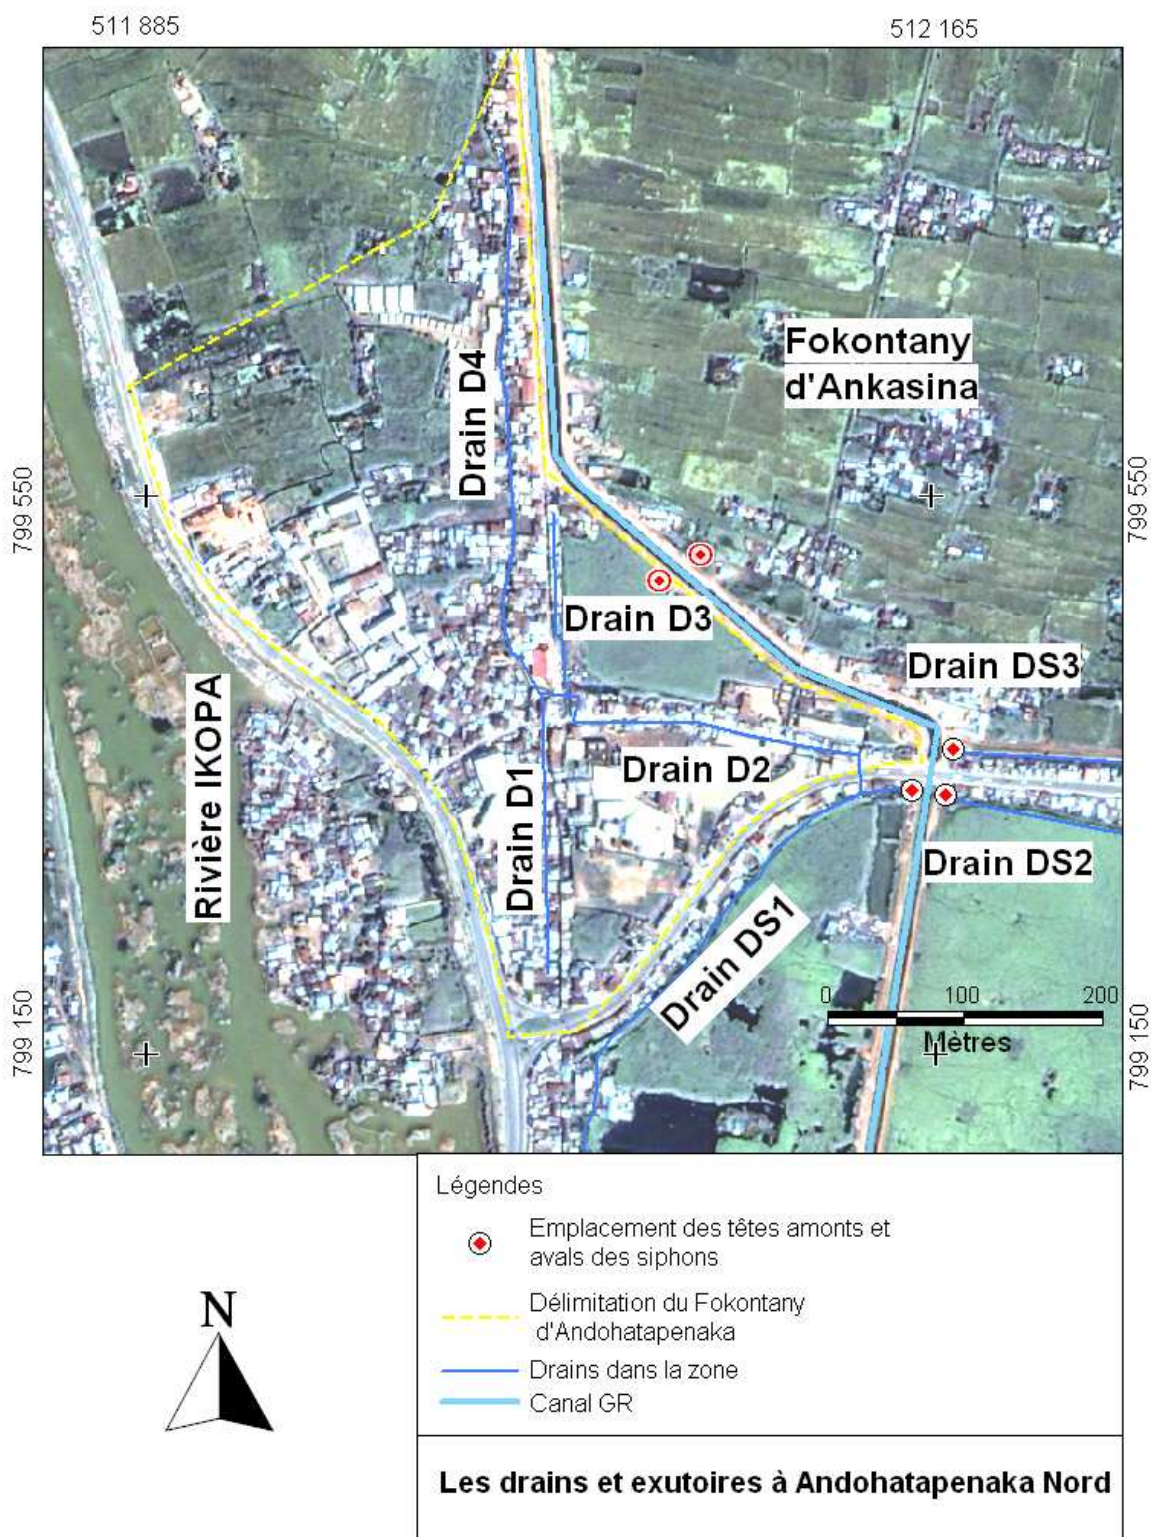 511 885
512 165
Drain D4
Fokontany
d'Ankasina
799 550
799 550
Drain D3
Drain DS3
Rivière IKOPA
Drain D1
Drain D2
Drain DS2
Drain DS1
0 100 200
Mètres
799 150
799 150
Légendes
Emplacement des têtes amonts et
avals des siphons
Délimitation du Fokontany
d'Andohatapenaka
Drains dans la zone
Canal GR
N
Les drains et exutoires à Andohatapenaka Nord